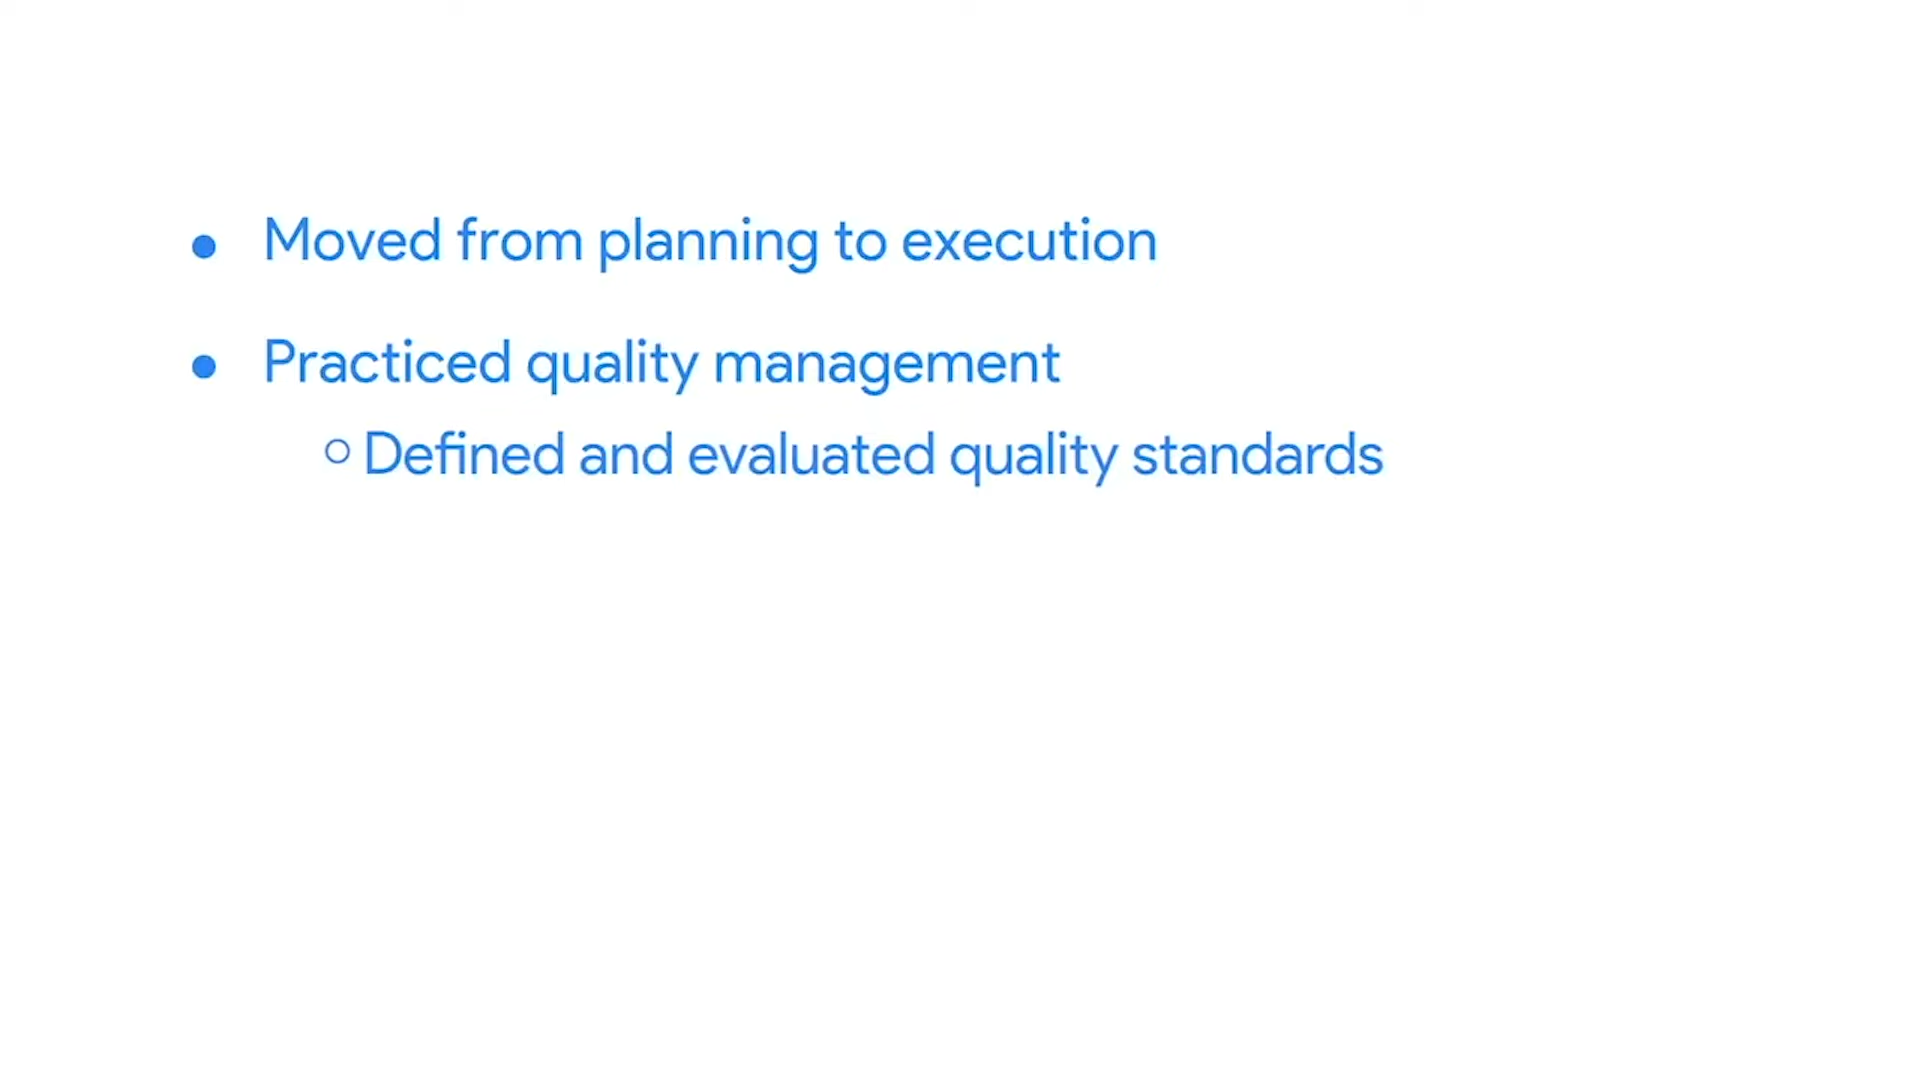 ● Moved from planning to execution
● Practiced quality management
○ Defined and evaluated quality standards